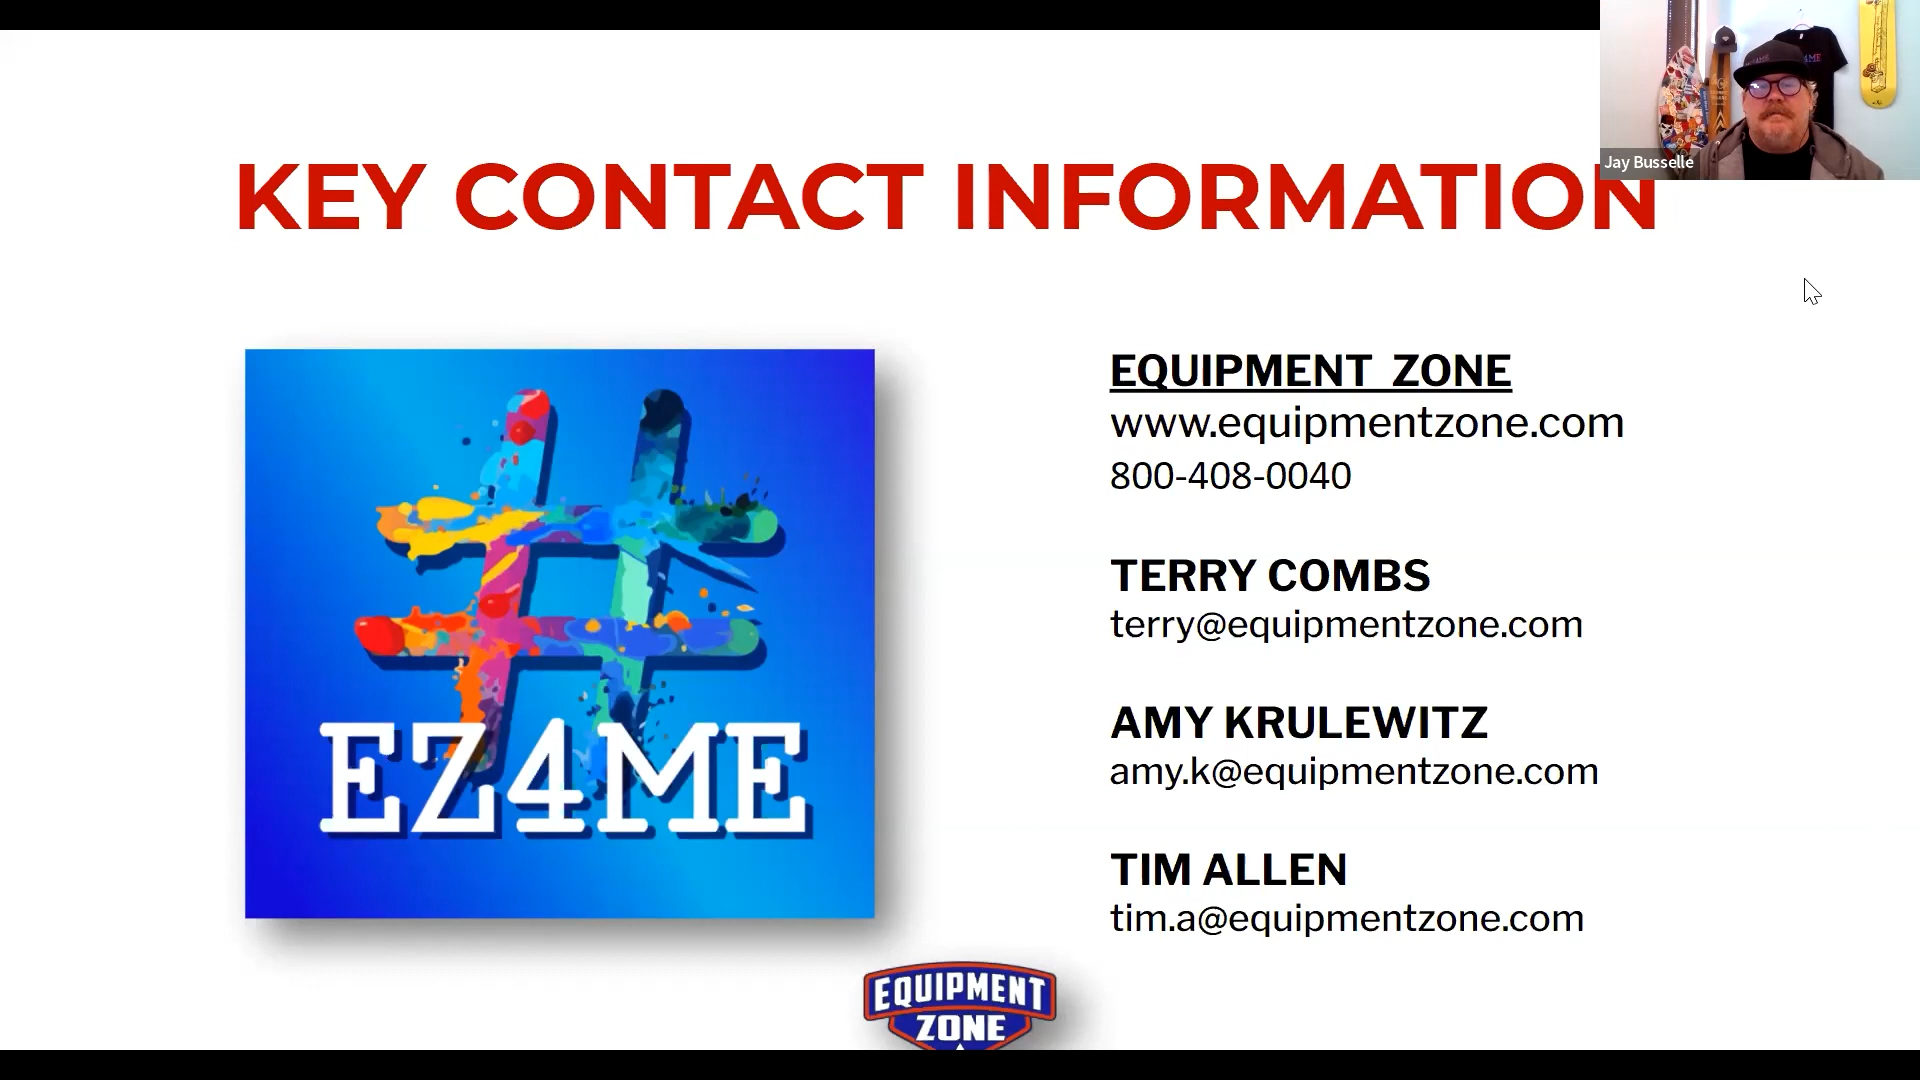 Jay Busselle
KEY CONTACT INFORMATION
EZ4ME
EQUIPMENT ZONE
www.equipmentzone.com
800-408-0040
TERRY COMBS
terry@equipmentzone.com
AMY KRULEWITZ
amy.k@equipmentzone.com
TIM ALLEN
tim.a@equipmentzone.com
EQUIPMENT
ZONE